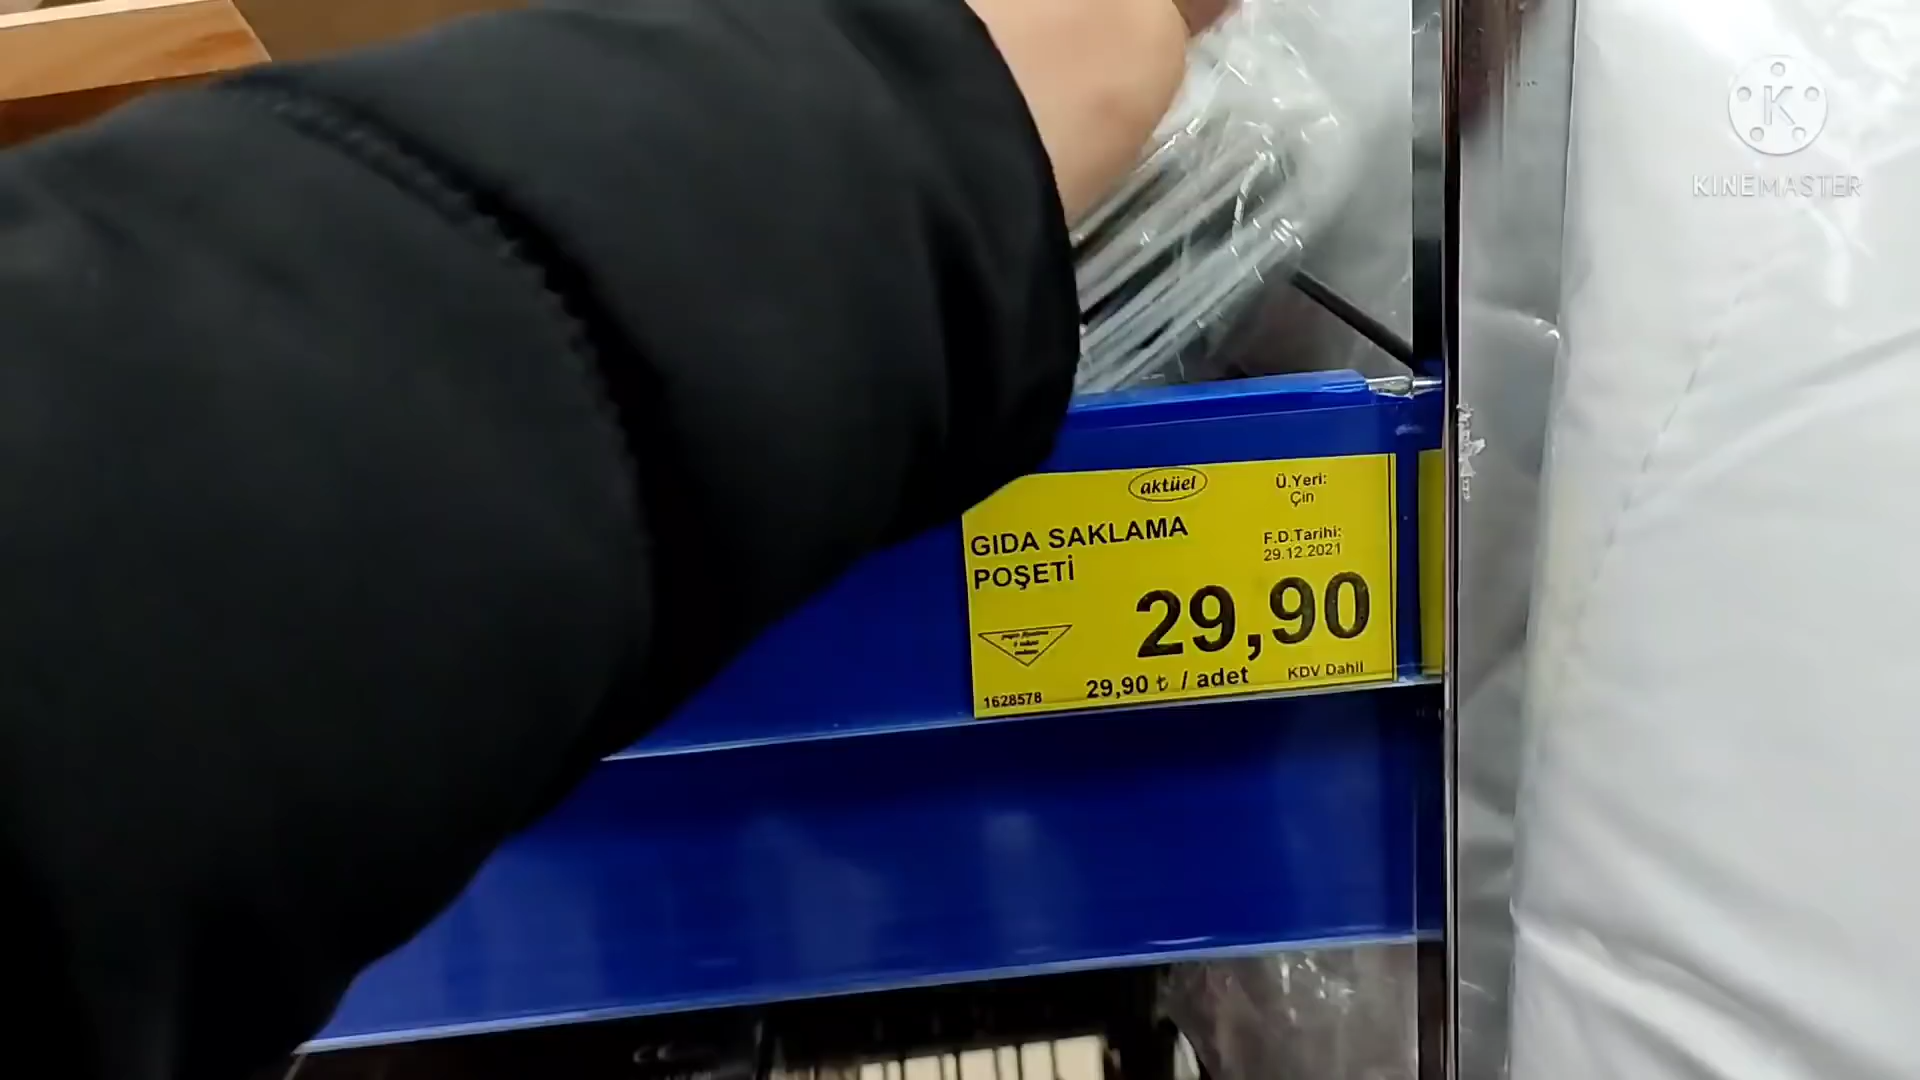 K
KINEMASTER
aktüel
Ü.Yeri:
Çin
GIDA SAKLAMA
POŞETİ
F.D.Tarihi:
29.12.2021
29,90
29,90 ₺ / adet
KDV Dahil
1628578